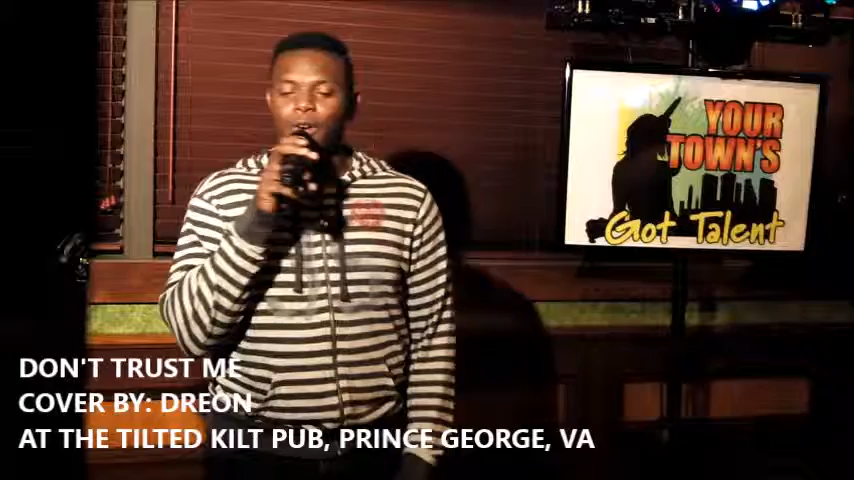 YOUR
TOWN'S
Got Talent
DON'T TRUST ME
COVER BY: DREON
AT THE TILTED KILT PUB, PRINCE GEORGE, VA